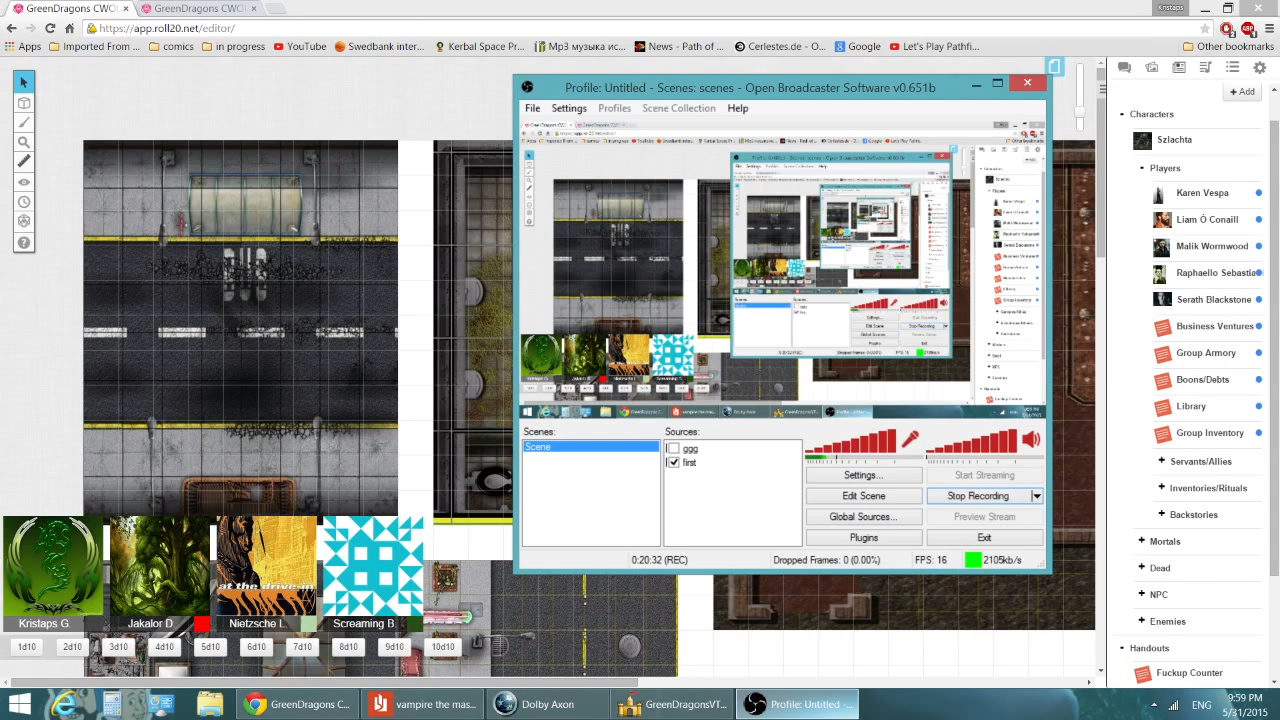 GreenDragons CWO
GreenDragons CWO
Kristaps
https://app.roll20.net/editor/
Apps
Imported From ...
comics
YouTube
Swedbank inter...
Kerbal Space Pr...
Mp3 музыка и...
News - Path of ...
Cerlestes.de - ...
Google
Let's Play Pathfi...
Other bookmarks
Profile: Untitled - Scenes: scenes - Open Broadcaster Software v0.651b
File
Settings
Profiles
Scene Collection
Help
Scenes:
Scene
Sources:
ggg
first
Settings...
Start Streaming
Edit Scene
Stop Recording
Global Sources...
Preview Stream
Plugins
Exit
0:20:32 (REC)
Dropped Frames: 0 (0.00%)
FPS: 16
2105kb/s
+ Add
Characters
Szlachta
Players
Karen Vespa
Liam Ó Conaill
Malik Wormwood
Raphaello Sebastia
Serath Blackstone
Business Ventures
Group Armory
Boons/Debts
Library
Group Inventory
Servants/Allies
Inventories/Rituals
Backstories
Mortals
Dead
NPC
Enemies
Handouts
Fuckup Counter
at the drive-in
Kristaps G.
Jakalor D
Nietzsche L.
Screaming B
1d10
2d10
3d10
4d10
5d10
6d10
7d10
8d10
9d10
10d10
GreenDragons C...
vampire the mas...
Dolby Axon
GreenDragonsVT...
Profile: Untitled -...
ENG
9:59 PM
5/31/2015